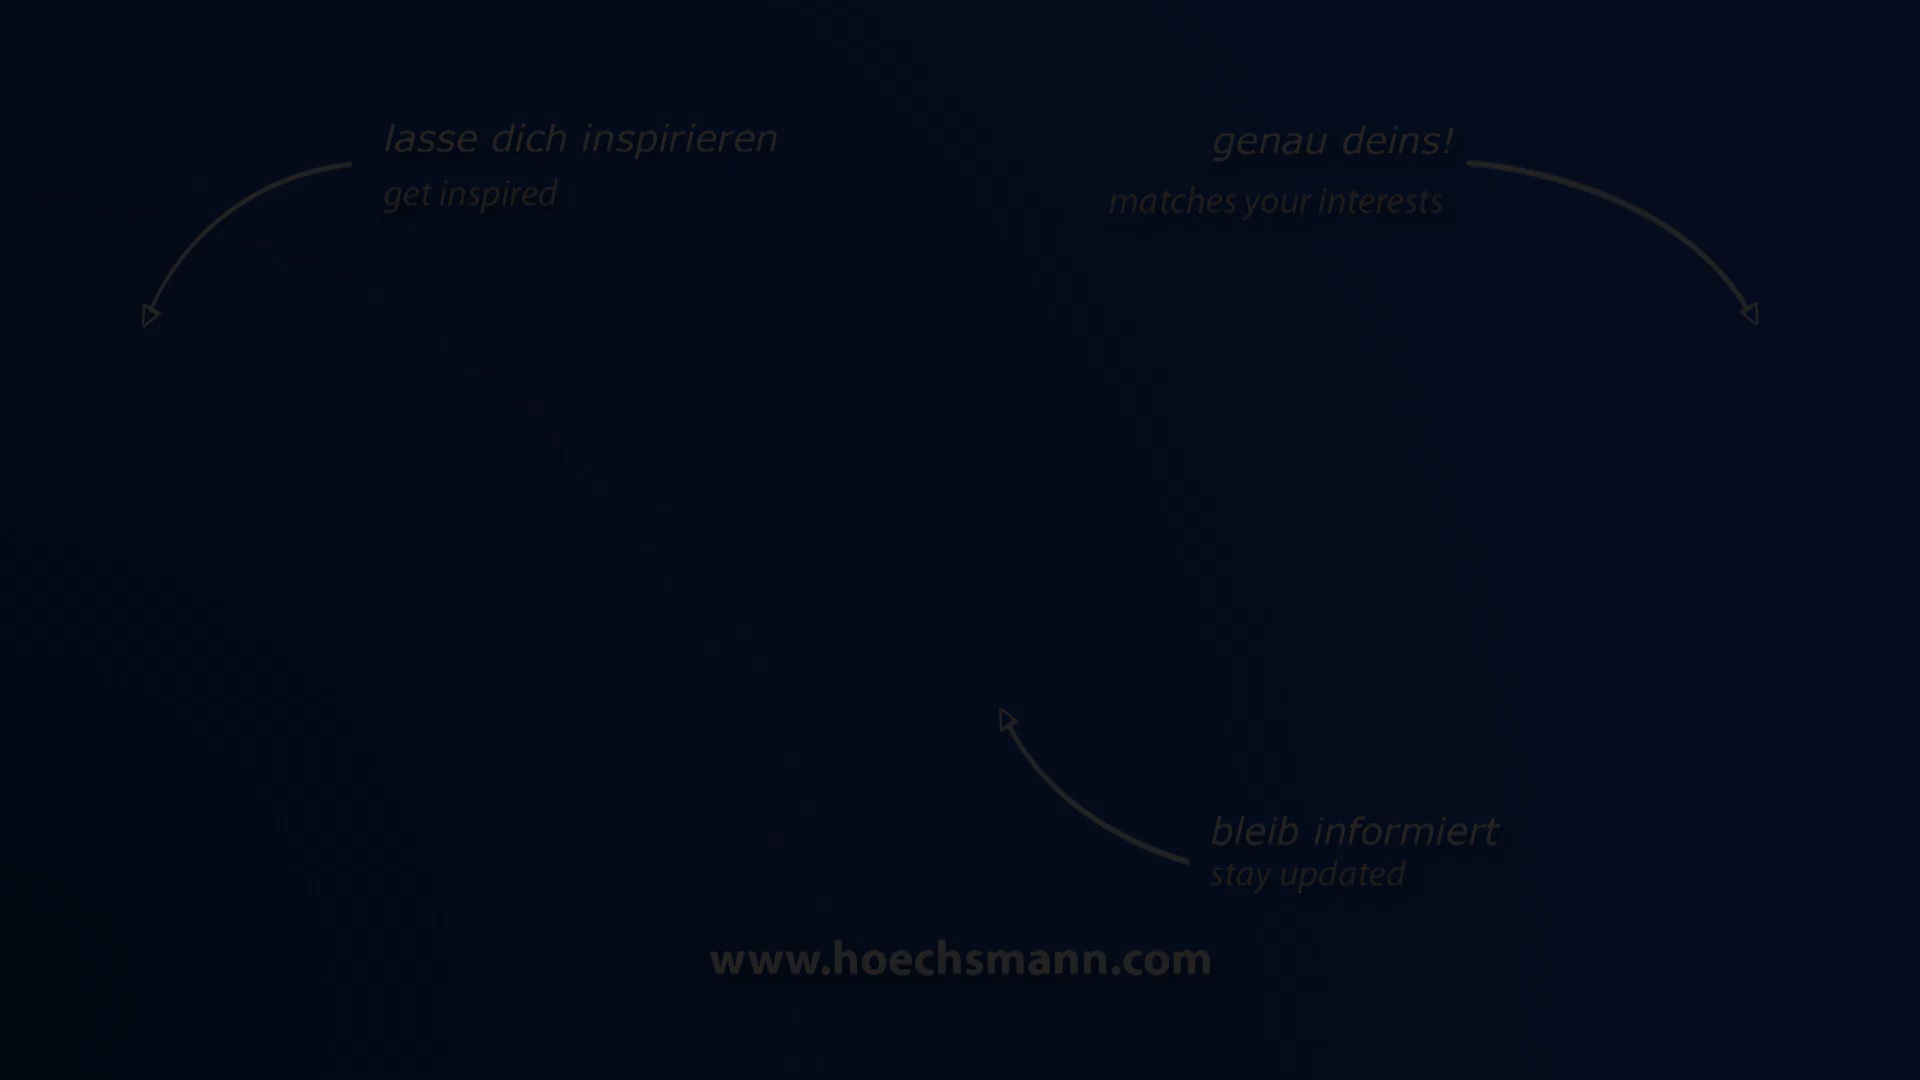 lasse dich inspirieren
get inspired
genau deins!
matches your interests
bleib informiert
stay updated
www.hoechsmann.com